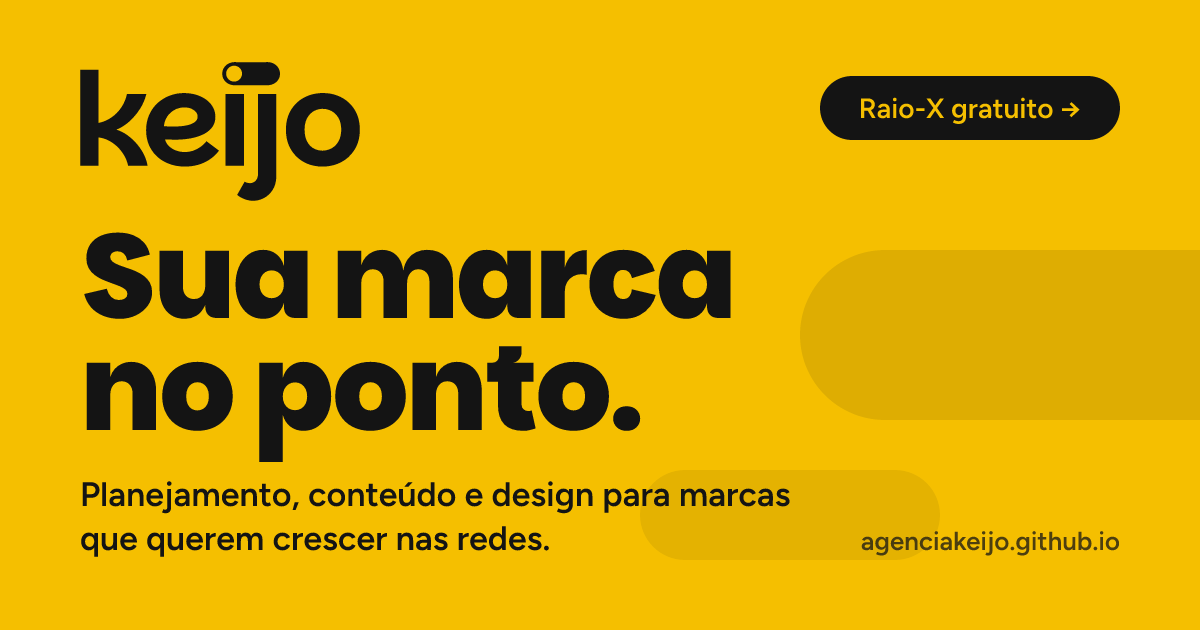 keijo
Raio-X gratuito →
Sua marca
no ponto.
Planejamento, conteúdo e design para marcas
que querem crescer nas redes.
agenciakeijo.github.io